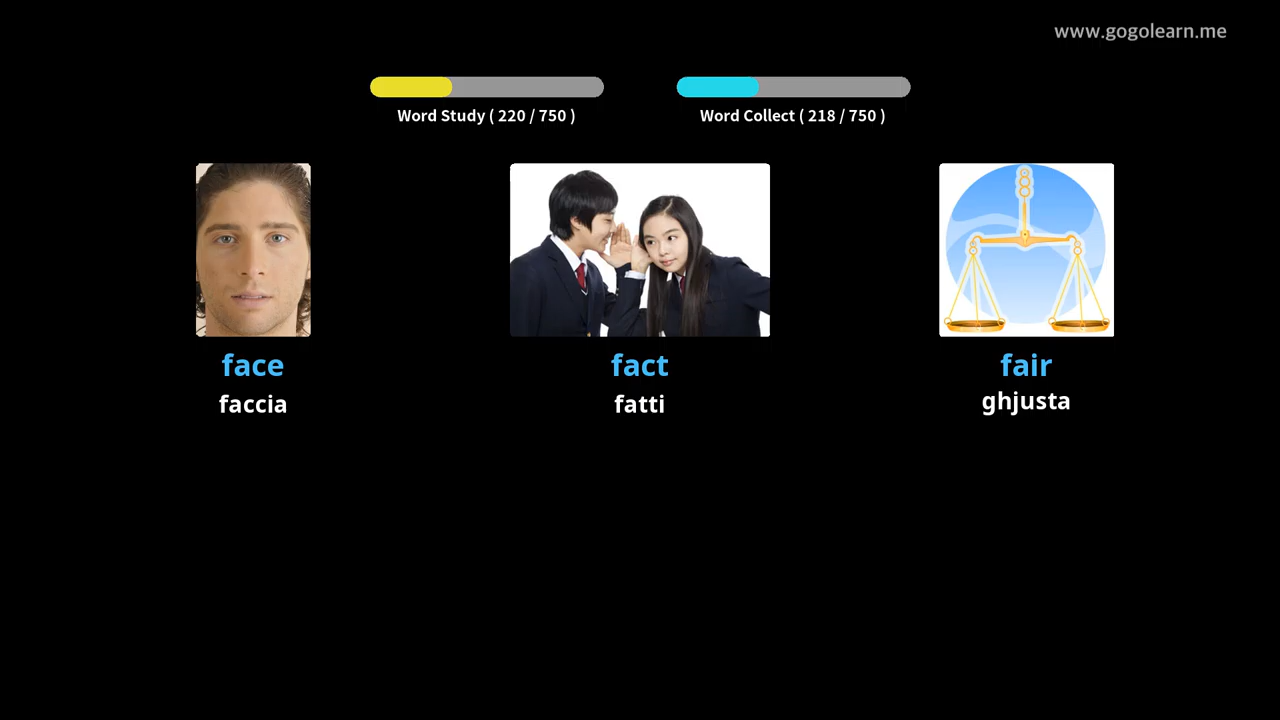 www.gogolearn.me
Word Study ( 220 / 750 )
Word Collect ( 218 / 750 )
face
fact
fair
faccia
fatti
ghjusta